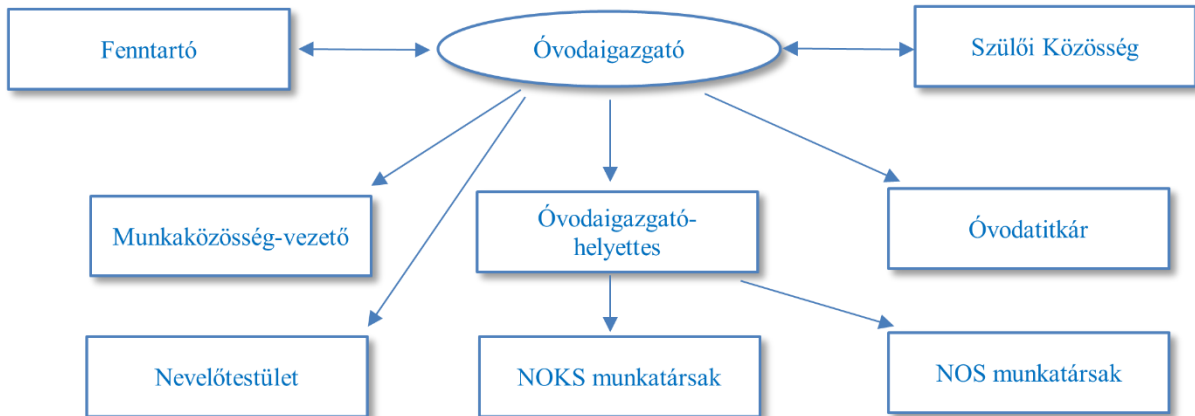 Fenntartó
Óvodaigazgató
Szülői Közösség
Munkaközösség-vezető
Óvodaigazgató-
helyettes
Óvodatitkár
Nevelőtestület
NOKS munkatársak
NOS munkatársak